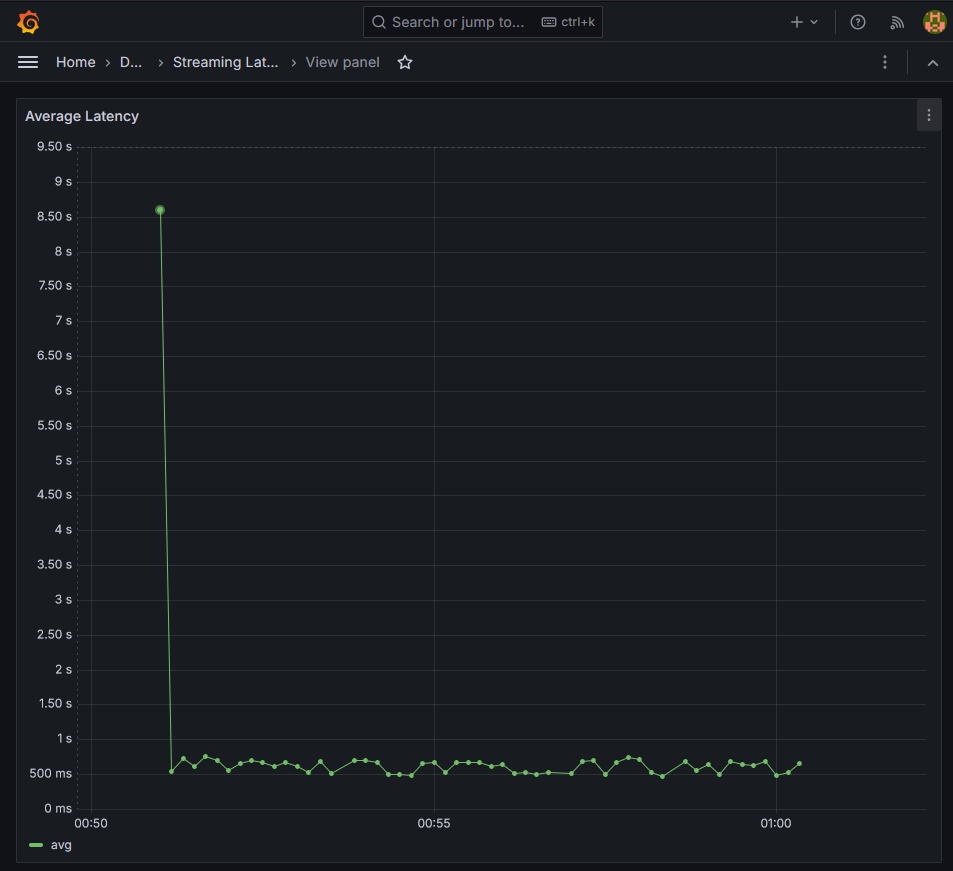 Search or jump to... ctrl+k
Home > D... > Streaming Lat... > View panel
Average Latency
9.50 s
9 s
8.50 s
8 s
7.50 s
7 s
6.50 s
6 s
5.50 s
5 s
4.50 s
4 s
3.50 s
3 s
2.50 s
2 s
1.50 s
1 s
500 ms
0 ms
00:50 00:55 01:00
avg